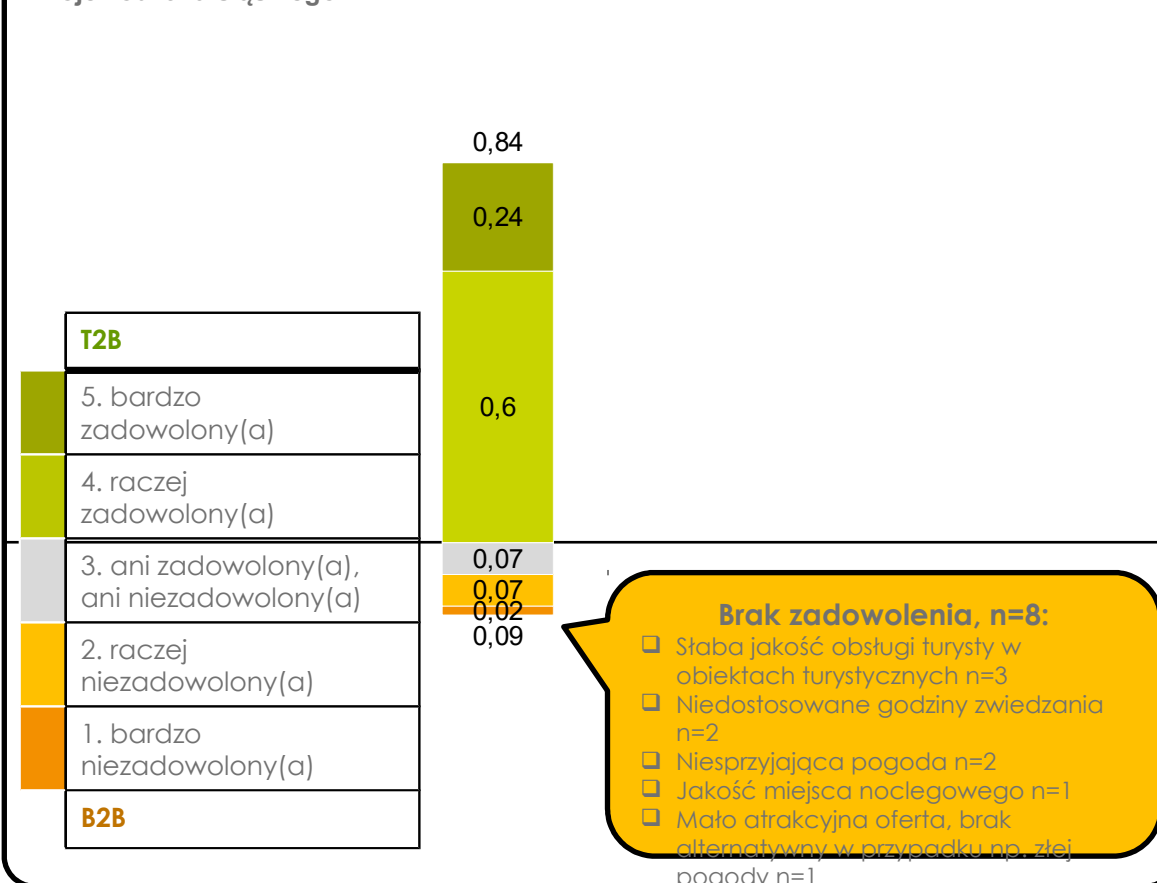 0,84
0,24
0,6
0,07
0,07
0,02
0,09
T2B
5. bardzo
zadowolony(a)
4. raczej
zadowolony(a)
3. ani zadowolony(a),
ani niezadowolony(a)
2. raczej
niezadowolony(a)
1. bardzo
niezadowolony(a)
B2B
Brak zadowolenia, n=8:
Słaba jakość obsługi turysty w
obiektach turystycznych n=3
Niedostosowane godziny zwiedzania
n=2
Niesprzyjająca pogoda n=2
Jakość miejsca noclegowego n=1
Mało atrakcyjna oferta, brak
alternatywny w przypadku np. złej
pogody n=1